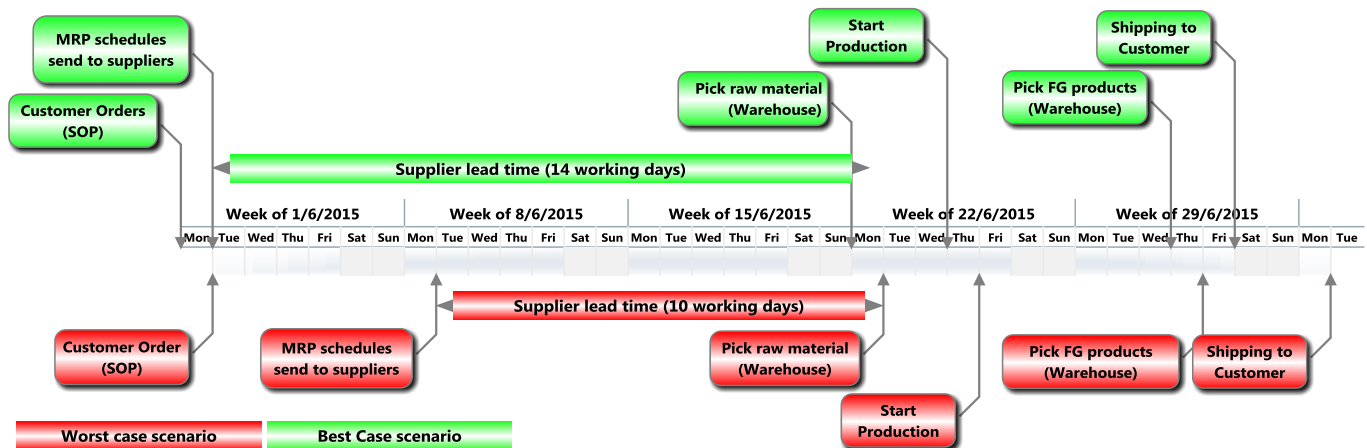 MRP schedules
send to suppliers
Customer Orders
(SOP)
Start
Production
Pick raw material
(Warehouse)
Shipping to
Customer
Pick FG products
(Warehouse)
Supplier lead time (14 working days)
Week of 1/6/2015 Week of 8/6/2015 Week of 15/6/2015 Week of 22/6/2015 Week of 29/6/2015
Mon Tue Wed Thu Fri Sat Sun Mon Tue Wed Thu Fri Sat Sun Mon Tue Wed Thu Fri Sat Sun Mon Tue Wed Thu Fri Sat Sun Mon Tue Wed Thu Fri Sat Sun Mon Tue
Supplier lead time (10 working days)
Customer Order
(SOP)
MRP schedules
send to suppliers
Pick raw material
(Warehouse)
Pick FG products
(Warehouse)
Shipping to
Customer
Start
Production
Worst case scenario
Best Case scenario